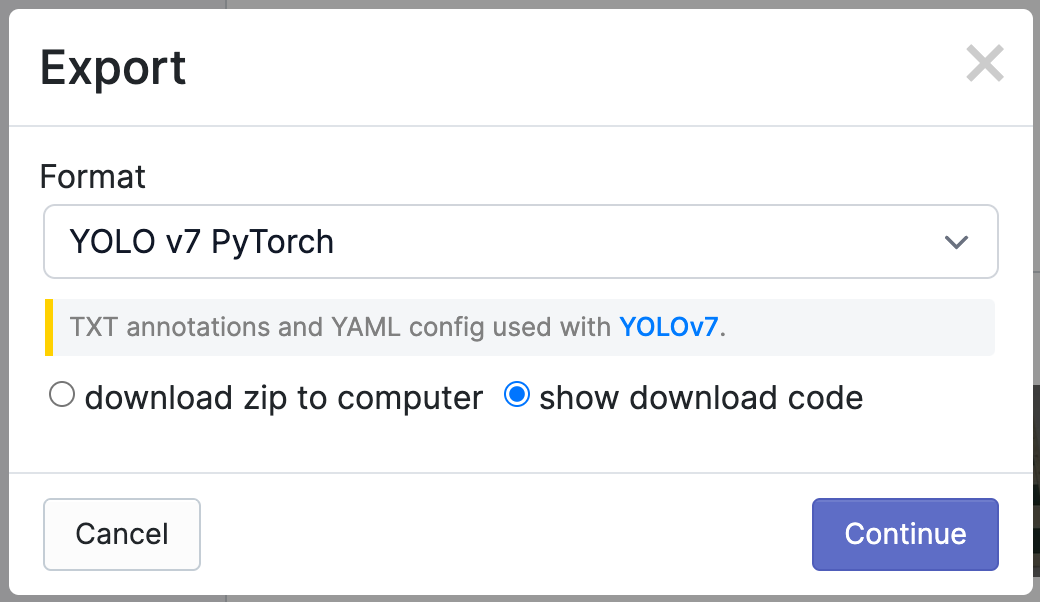 Export
Format
YOLO v7 PyTorch
TXT annotations and YAML config used with YOLOv7.
download zip to computer show download code
Cancel Continue